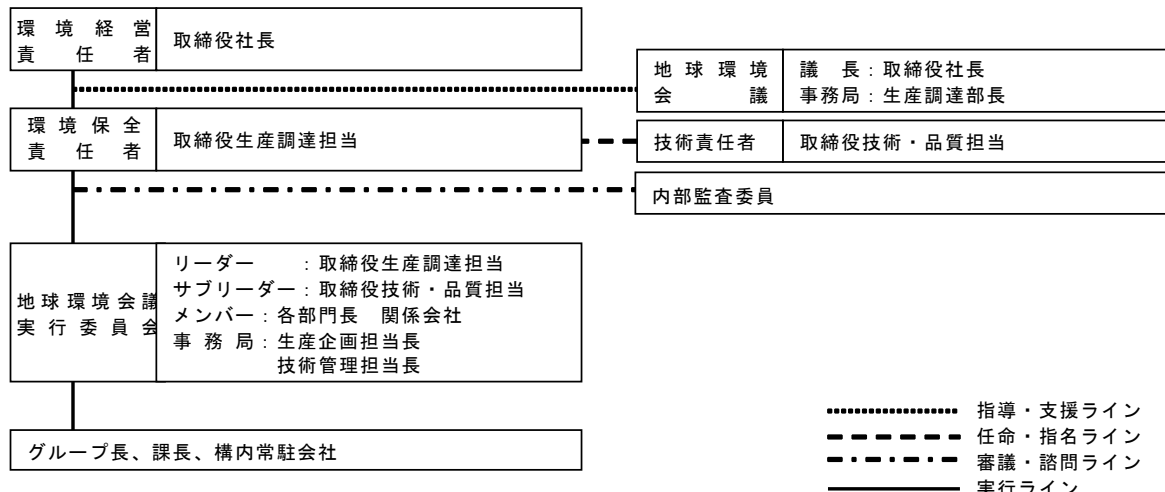 環境経営
責任者
取締役社長
地球環境
会議
議長：取締役社長
事務局：生産調達部長
環境保全
責任者
取締役生産調達担当
技術責任者
取締役技術・品質担当
内部監査委員
地球環境会議
実行委員会
リーダー　　：取締役生産調達担当
サブリーダー：取締役技術・品質担当
メンバー：各部門長　関係会社
事務局：生産企画担当長
技術管理担当長
グループ長、課長、構内常駐会社
指導・支援ライン
任命・指名ライン
審議・諮問ライン
実行ライン